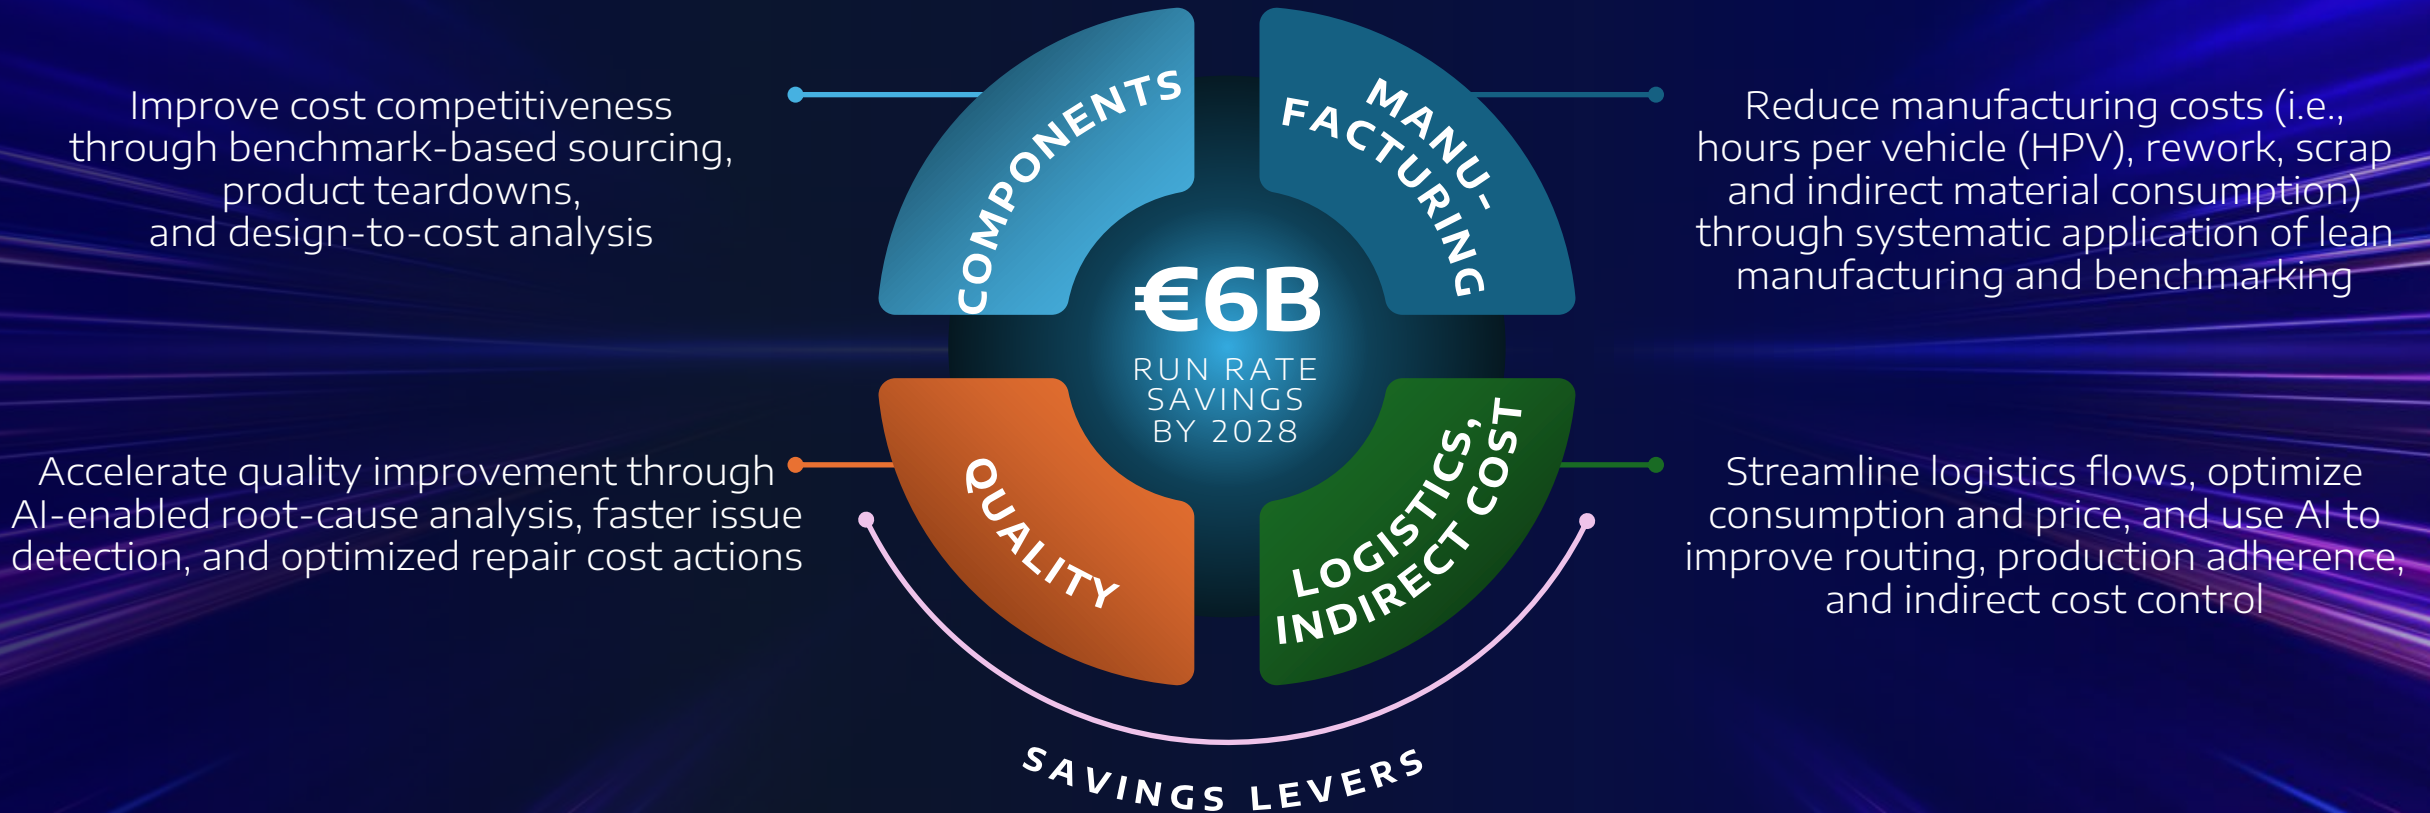 Improve cost competitiveness
through benchmark-based sourcing,
product teardowns,
and design-to-cost analysis
COMPONENTS
MANU-
FACTURING
Reduce manufacturing costs (i.e.,
hours per vehicle (HPV), rework, scrap
and indirect material consumption)
through systematic application of lean
manufacturing and benchmarking
€6B
RUN RATE
SAVINGS
BY 2028
Accelerate quality improvement through
AI-enabled root-cause analysis, faster issue
detection, and optimized repair cost actions
QUALITY
LOGISTICS,
INDIRECT COST
Streamline logistics flows, optimize
consumption and price, and use AI to
improve routing, production adherence,
and indirect cost control
SAVINGS LEVERS